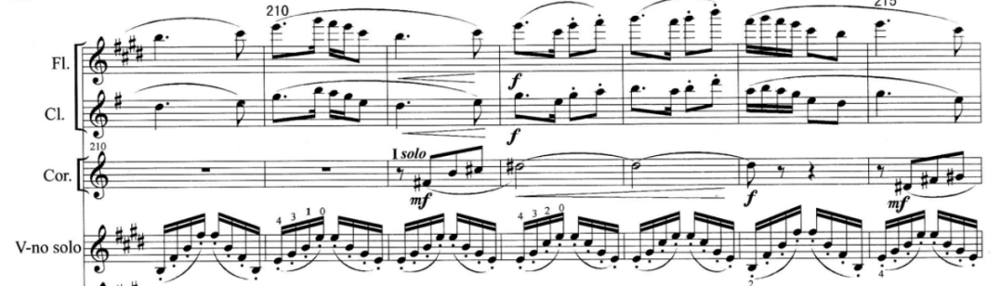 210 215
Fl.
f
Cl.
f
210
I solo
Cor.
mf f mf
4 3 1 0 4 3 2 0
V-no solo
2 4